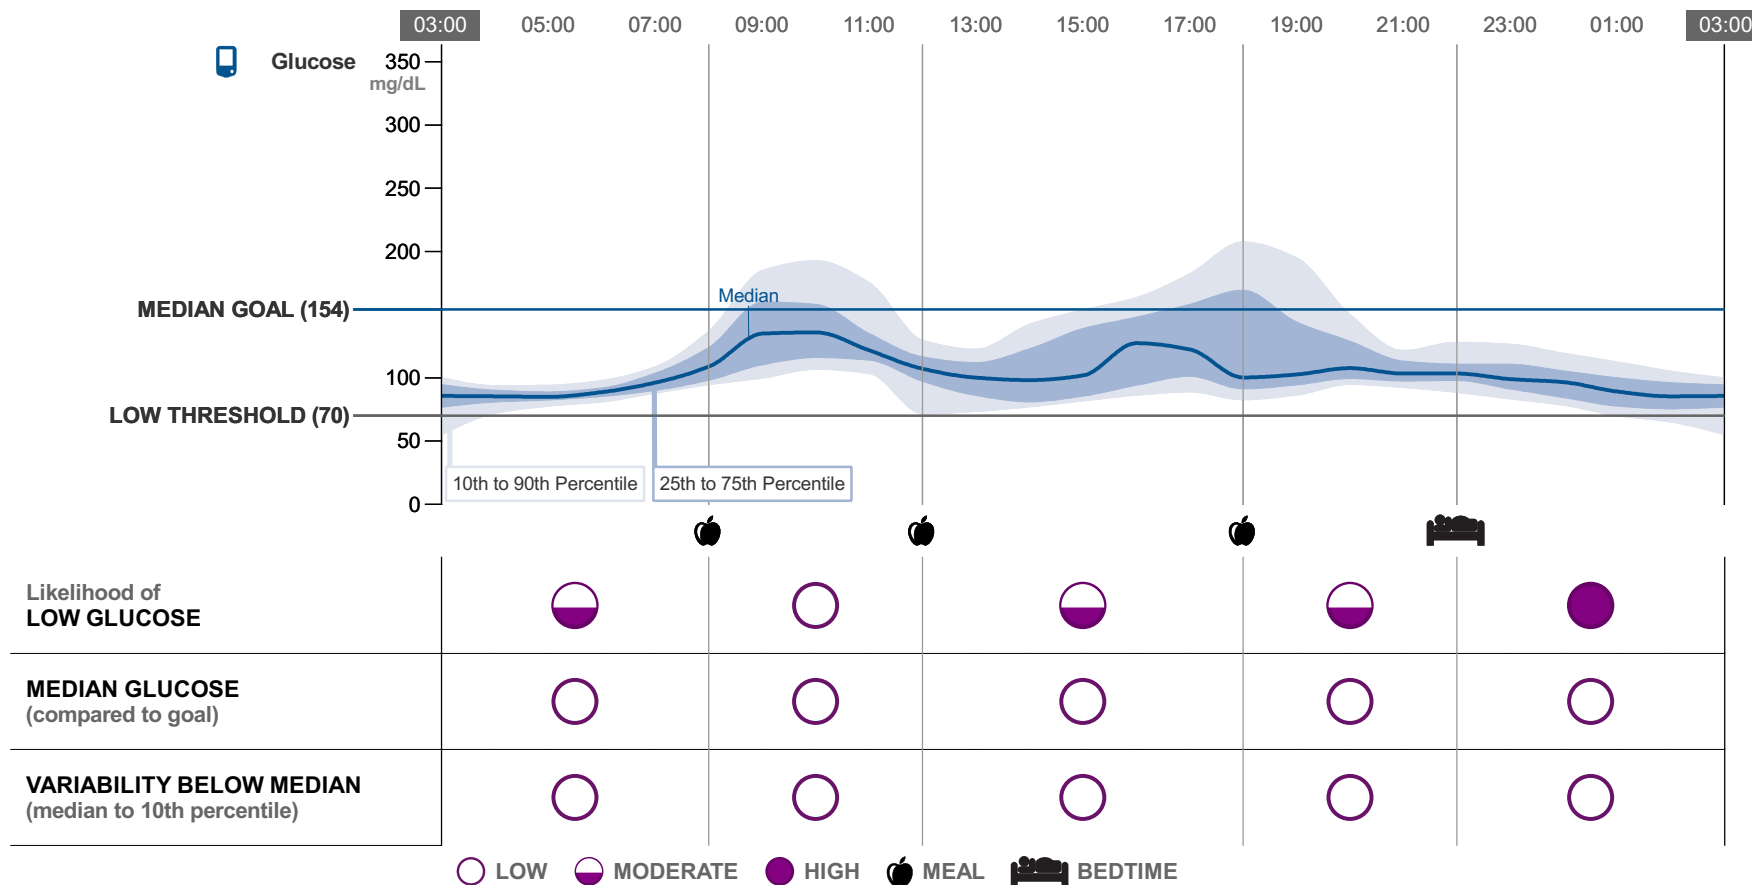 03:00 05:00 07:00 09:00 11:00 13:00 15:00 17:00 19:00 21:00 23:00 01:00 03:00
Glucose 350
mg/dL
300
250
200
Median
MEDIAN GOAL (154)
100
LOW THRESHOLD (70)
50
10th to 90th Percentile 25th to 75th Percentile
0
Likelihood of
LOW GLUCOSE
MEDIAN GLUCOSE
(compared to goal)
VARIABILITY BELOW MEDIAN
(median to 10th percentile)
LOW MODERATE HIGH MEAL BEDTIME